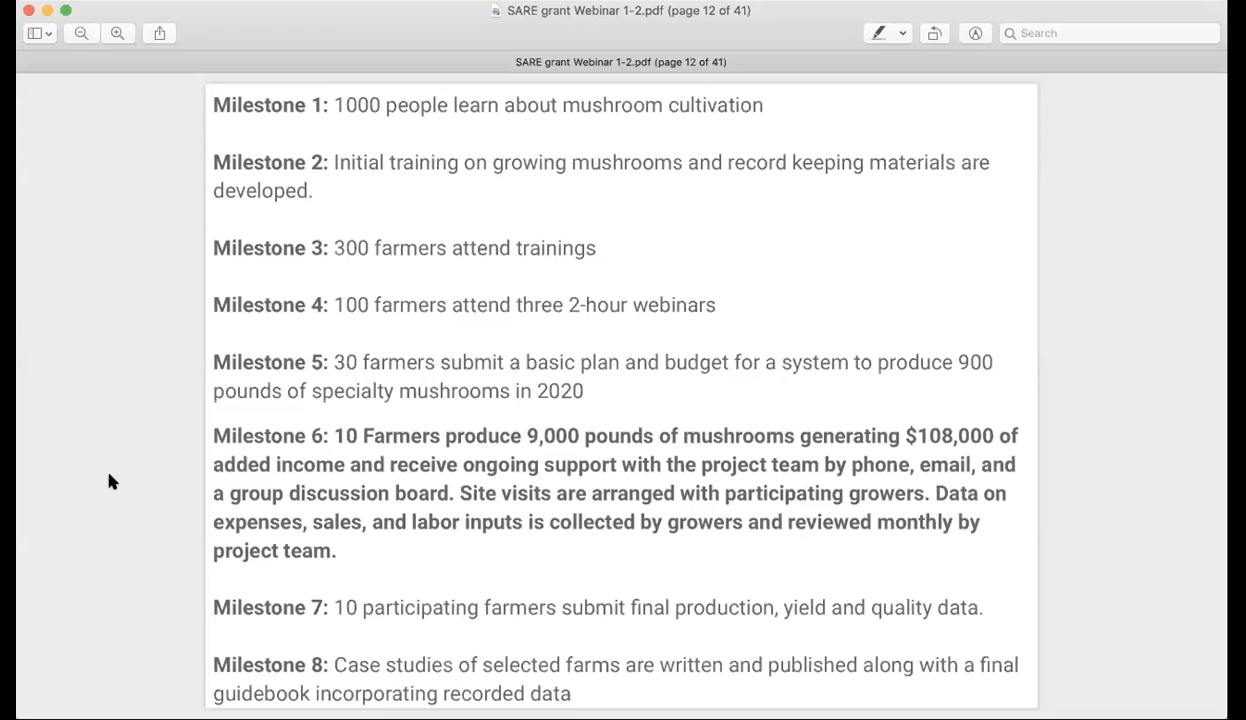 SARE grant Webinar 1-2.pdf (page 12 of 41)
Search
SARE grant Webinar 1-2.pdf (page 12 of 41)
Milestone 1: 1000 people learn about mushroom cultivation
Milestone 2: Initial training on growing mushrooms and record keeping materials are
developed.
Milestone 3: 300 farmers attend trainings
Milestone 4: 100 farmers attend three 2-hour webinars
Milestone 5: 30 farmers submit a basic plan and budget for a system to produce 900
pounds of specialty mushrooms in 2020
Milestone 6: 10 Farmers produce 9,000 pounds of mushrooms generating $108,000 of
added income and receive ongoing support with the project team by phone, email, and
a group discussion board. Site visits are arranged with participating growers. Data on
expenses, sales, and labor inputs is collected by growers and reviewed monthly by
project team.
Milestone 7: 10 participating farmers submit final production, yield and quality data.
Milestone 8: Case studies of selected farms are written and published along with a final
guidebook incorporating recorded data